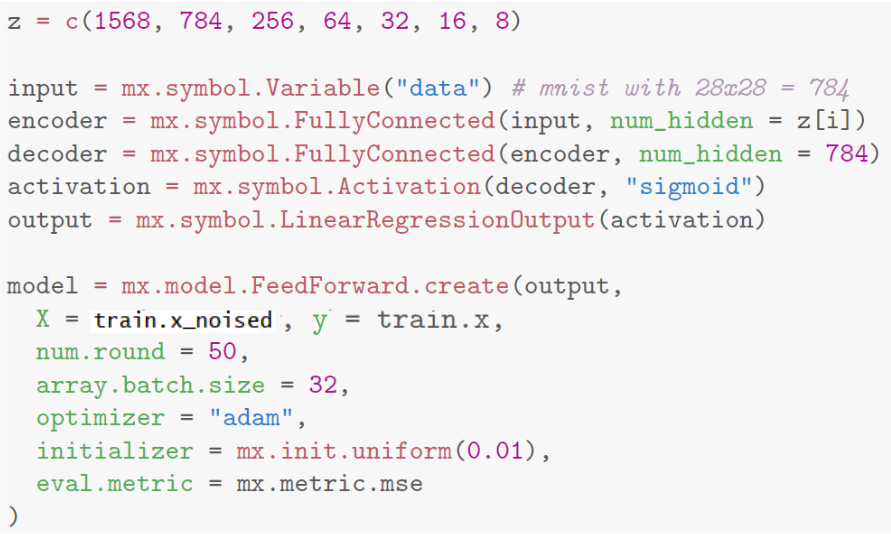 z = c(1568, 784, 256, 64, 32, 16, 8)
input = mx.symbol.Variable("data") # mnist with 28x28 = 784
encoder = mx.symbol.FullyConnected(input, num_hidden = z[i])
decoder = mx.symbol.FullyConnected(encoder, num_hidden = 784)
activation = mx.symbol.Activation(decoder, "sigmoid")
output = mx.symbol.LinearRegressionOutput(activation)
model = mx.model.FeedForward.create(output,
X = train.x_noised, y = train.x,
num.round = 50,
array.batch.size = 32,
optimizer = "adam",
initializer = mx.init.uniform(0.01),
eval.metric = mx.metric.mse
)